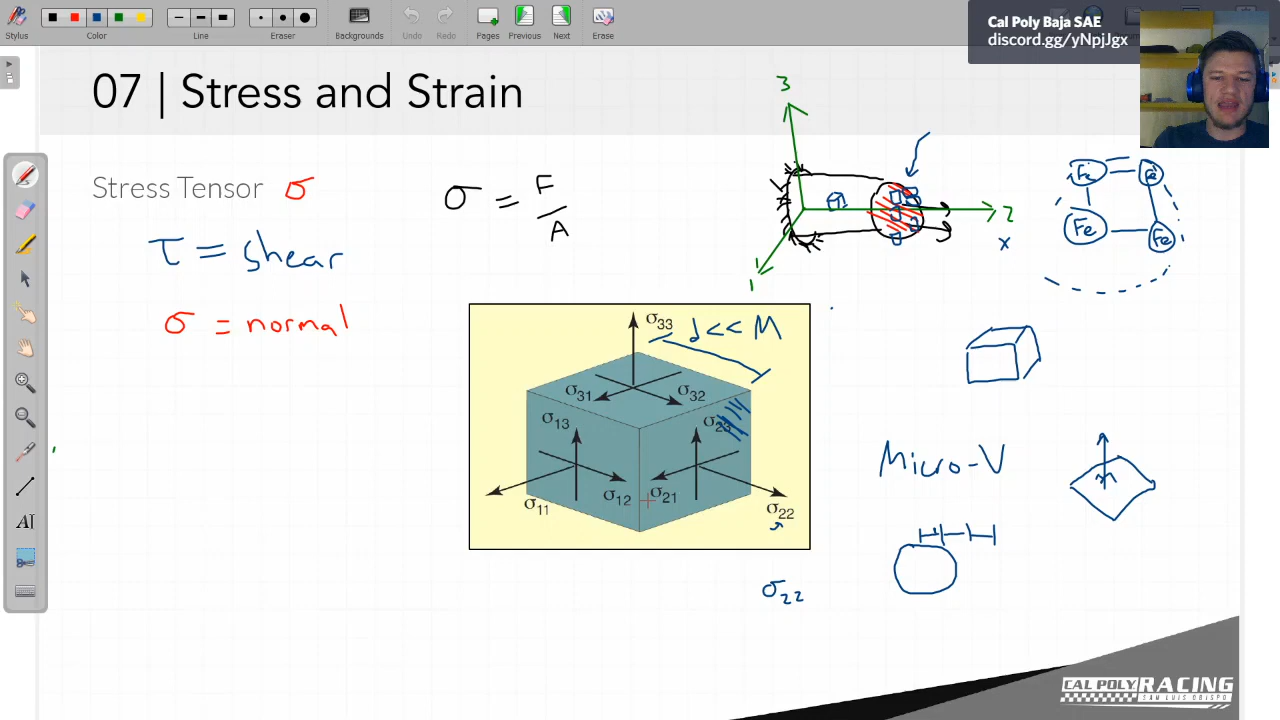 Stylus
Color
Line
Eraser
Backgrounds
Undo
Redo
Pages
Previous
Next
Erase
Cal Poly Baja SAE
discord.gg/yNpjJgx
07 | Stress and Strain
Stress Tensor σ
τ = shear
σ = normal
σ = F/A
3
2
x
1
Fe
Fe
Fe
Fe
σ33
d << M
σ31
σ32
σ13
σ23
σ12
σ21
σ11
σ22
σ22
Micro-V
n
AI
CAL POLY RACING
SAN LUIS OBISPO